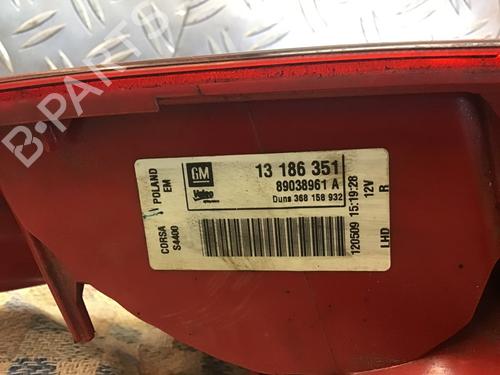 B-PARTS
POLAND
EM
GM
Valeo
13 186 351
89038961 A
Duns 368 158 932
CORSA
S4400
120509 15:19:28
12V
LHD
R